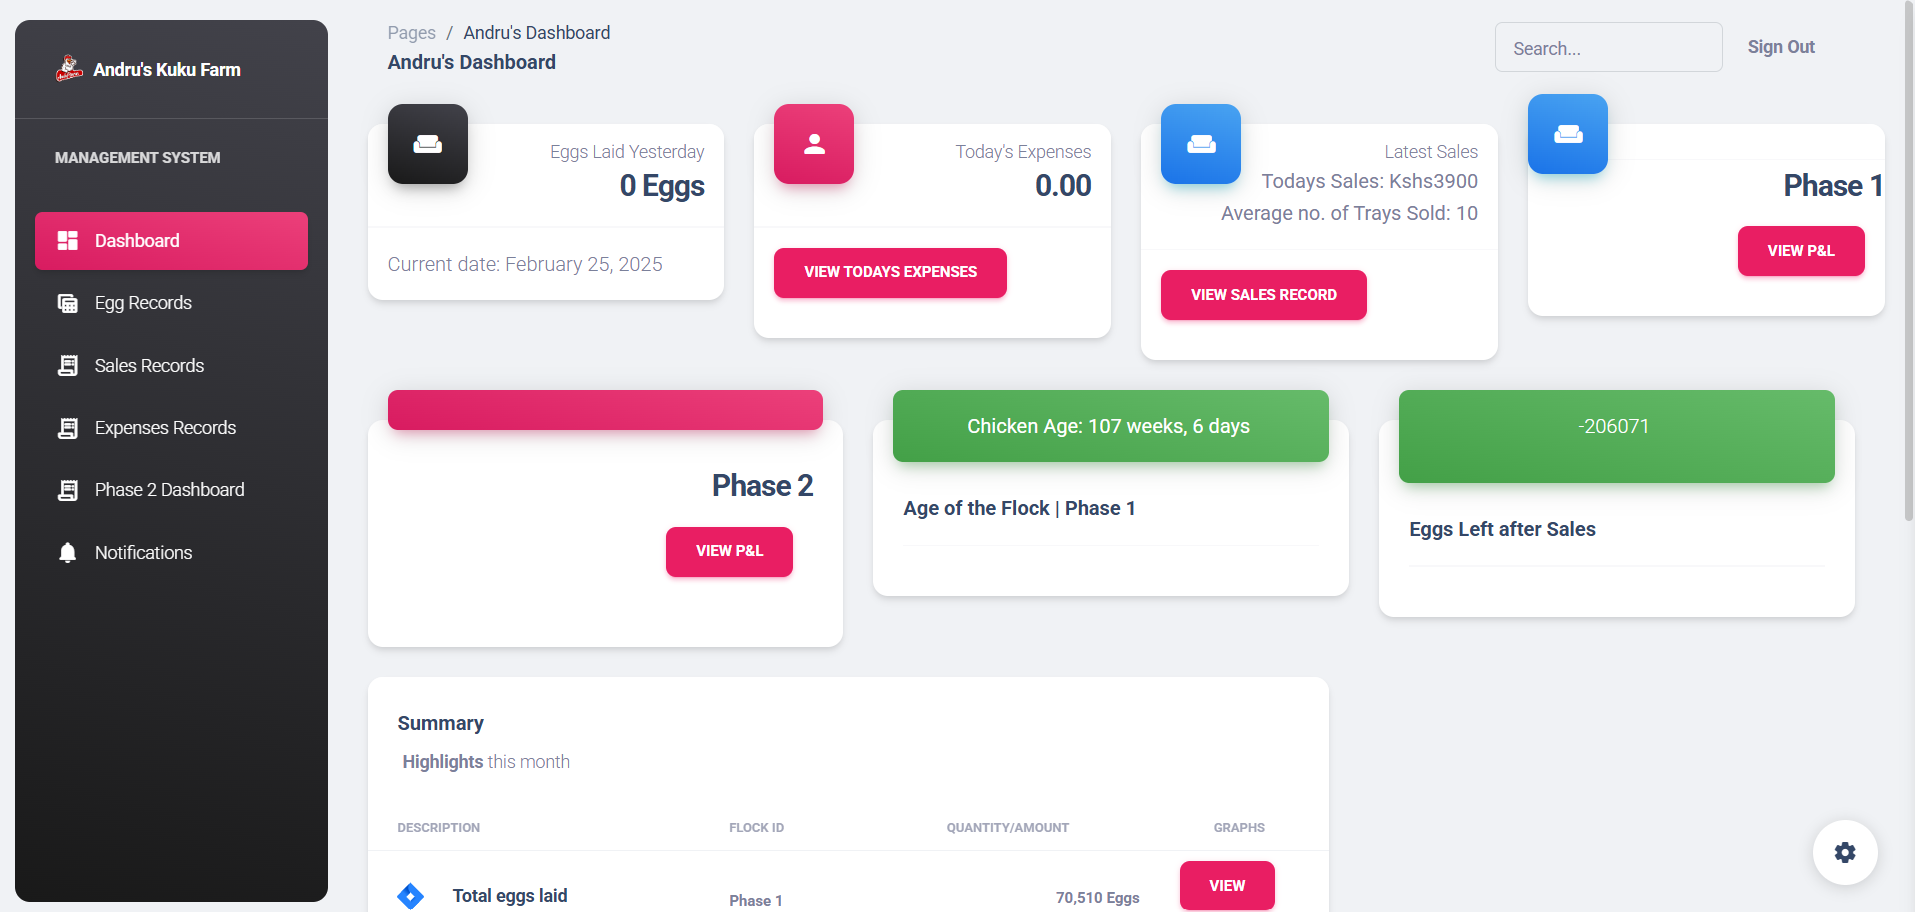 Andru's Kuku Farm
MANAGEMENT SYSTEM
Dashboard
Egg Records
Sales Records
Expenses Records
Phase 2 Dashboard
Notifications
Pages / Andru's Dashboard
Andru's Dashboard
Search...
Sign Out
Eggs Laid Yesterday
0 Eggs
Current date: February 25, 2025
Today's Expenses
0.00
VIEW TODAYS EXPENSES
Latest Sales
Todays Sales: Kshs3900
Average no. of Trays Sold: 10
VIEW SALES RECORD
Phase 1
VIEW P&L
Phase 2
VIEW P&L
Chicken Age: 107 weeks, 6 days
Age of the Flock | Phase 1
-206071
Eggs Left after Sales
Summary
Highlights this month
DESCRIPTION FLOCK ID QUANTITY/AMOUNT GRAPHS
Total eggs laid Phase 1 70,510 Eggs VIEW